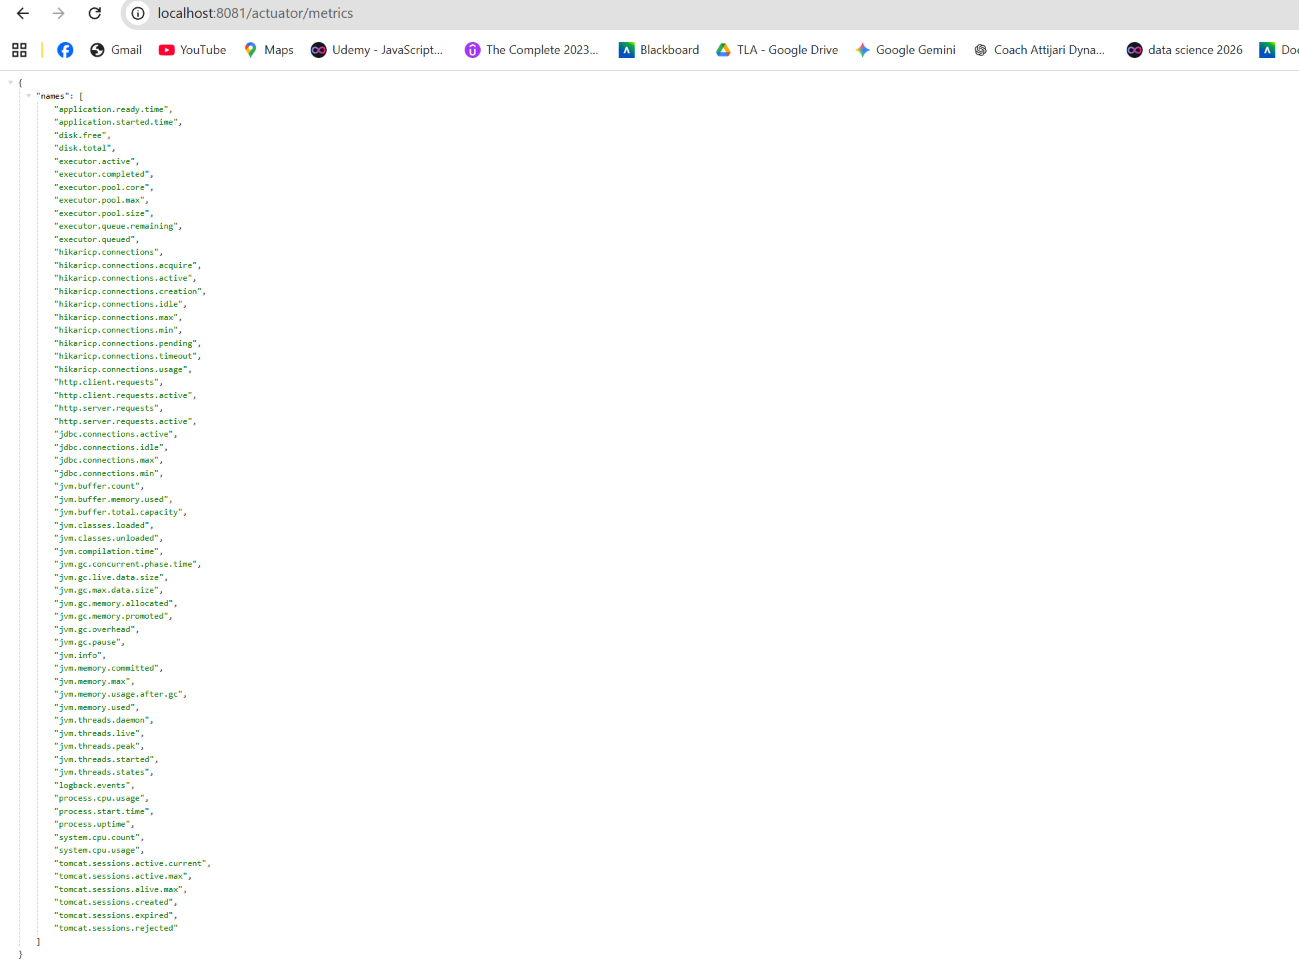 localhost:8081/actuator/metrics
Gmail YouTube Maps Udemy - JavaScript... The Complete 2023... Blackboard TLA - Google Drive Google Gemini Coach Attijari Dyna... data science 2026 Doc
{
"names": [
"application.ready.time",
"application.started.time",
"disk.free",
"disk.total",
"executor.active",
"executor.completed",
"executor.pool.core",
"executor.pool.max",
"executor.pool.size",
"executor.queue.remaining",
"executor.queued",
"hikaricp.connections",
"hikaricp.connections.acquire",
"hikaricp.connections.active",
"hikaricp.connections.creation",
"hikaricp.connections.idle",
"hikaricp.connections.max",
"hikaricp.connections.min",
"hikaricp.connections.pending",
"hikaricp.connections.timeout",
"hikaricp.connections.usage",
"http.client.requests",
"http.client.requests.active",
"http.server.requests",
"http.server.requests.active",
"jdbc.connections.active",
"jdbc.connections.idle",
"jdbc.connections.max",
"jdbc.connections.min",
"jvm.buffer.count",
"jvm.buffer.memory.used",
"jvm.buffer.total.capacity",
"jvm.classes.loaded",
"jvm.classes.unloaded",
"jvm.compilation.time",
"jvm.gc.concurrent.phase.time",
"jvm.gc.live.data.size",
"jvm.gc.max.data.size",
"jvm.gc.memory.allocated",
"jvm.gc.memory.promoted",
"jvm.gc.overhead",
"jvm.gc.pause",
"jvm.info",
"jvm.memory.committed",
"jvm.memory.max",
"jvm.memory.usage.after.gc",
"jvm.memory.used",
"jvm.threads.daemon",
"jvm.threads.live",
"jvm.threads.peak",
"jvm.threads.started",
"jvm.threads.states",
"logback.events",
"process.cpu.usage",
"process.start.time",
"process.uptime",
"system.cpu.count",
"system.cpu.usage",
"tomcat.sessions.active.current",
"tomcat.sessions.active.max",
"tomcat.sessions.alive.max",
"tomcat.sessions.created",
"tomcat.sessions.expired",
"tomcat.sessions.rejected"
]
}